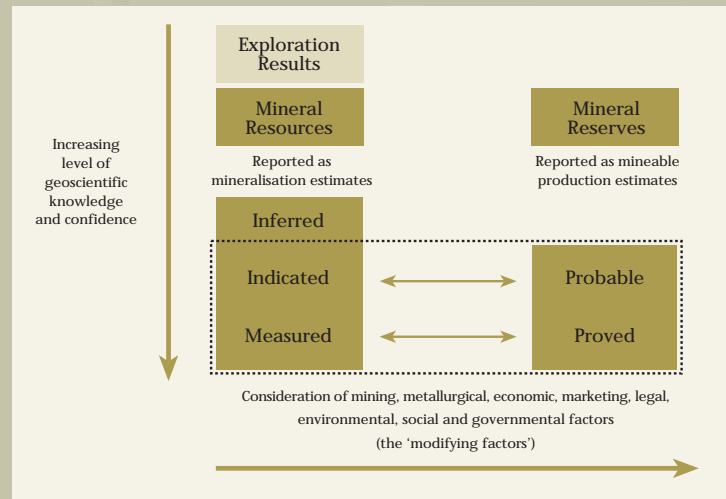 Exploration
Results
Mineral
Resources
Mineral
Reserves
Increasing
level of
geoscientific
knowledge
and confidence
Reported as
mineralisation estimates
Reported as mineable
production estimates
Inferred
Indicated
Probable
Measured
Proved
Consideration of mining, metallurgical, economic, marketing, legal,
environmental, social and governmental factors
(the ‘modifying factors’)